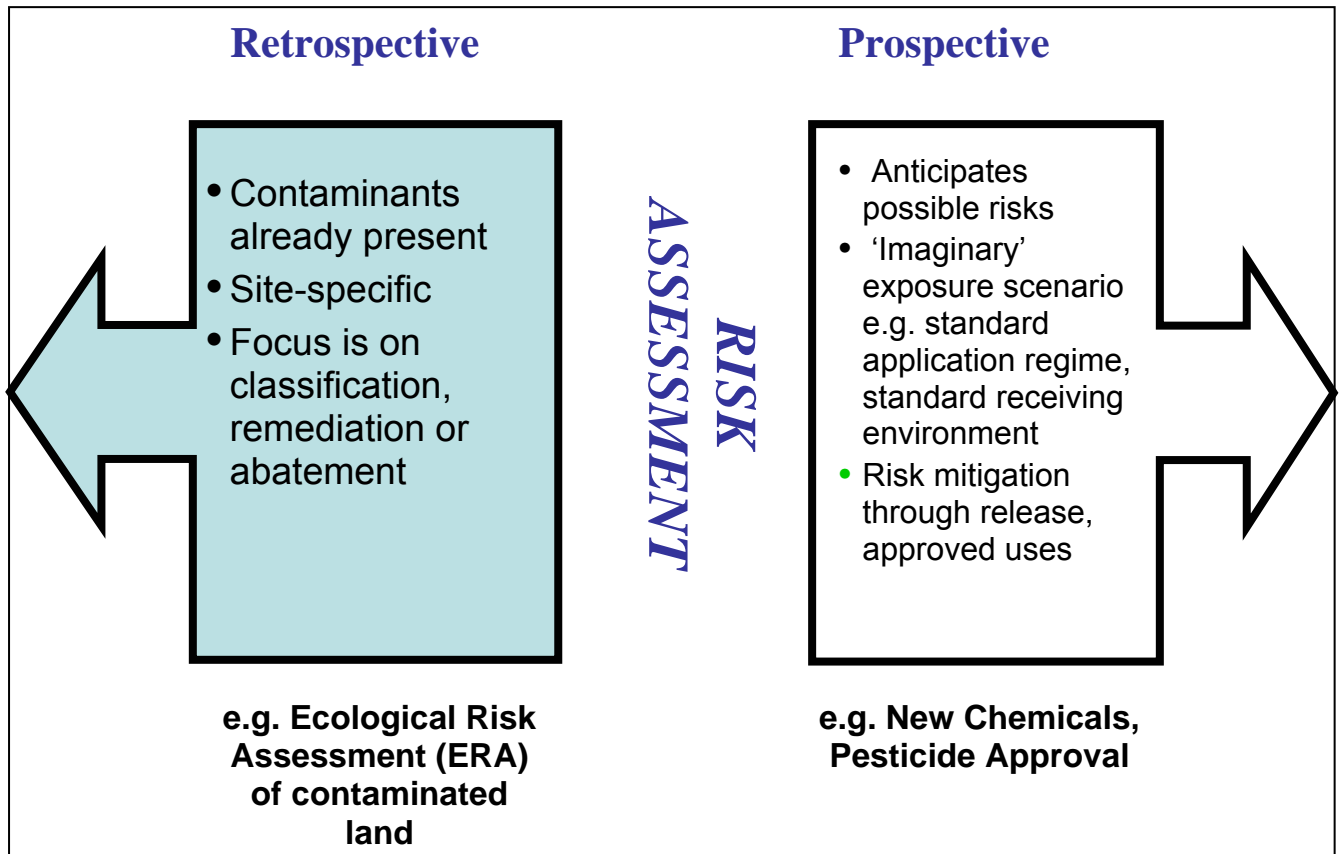 Retrospective
• Contaminants
already present
• Site-specific
• Focus is on
classification,
remediation or
abatement
e.g. Ecological Risk
Assessment (ERA)
of contaminated
land
RISK
ASSESSMENT
Prospective
• Anticipates
possible risks
• ‘Imaginary’
exposure scenario
e.g. standard
application regime,
standard receiving
environment
• Risk mitigation
through release,
approved uses
e.g. New Chemicals,
Pesticide Approval